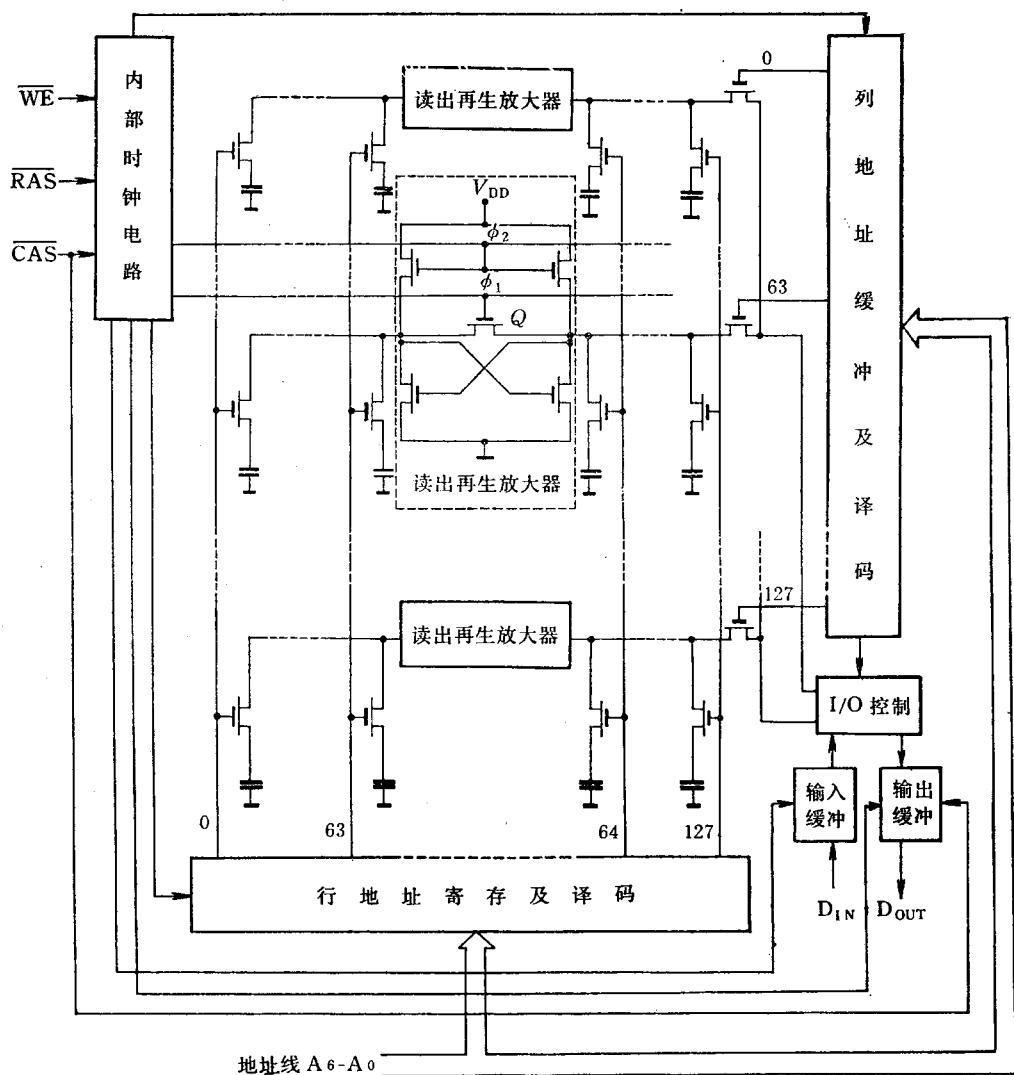 内部时钟电路
WE
RAS
CAS
读出再生放大器
0
列地址缓冲及译码
V_DD
ϕ₂
ϕ₁
Q
63
读出再生放大器
127
读出再生放大器
I/O 控制
输入
缓冲
输出
缓冲
0
63
64
127
行地址寄存及译码
D_IN
D_OUT
地址线 A₆-A₀